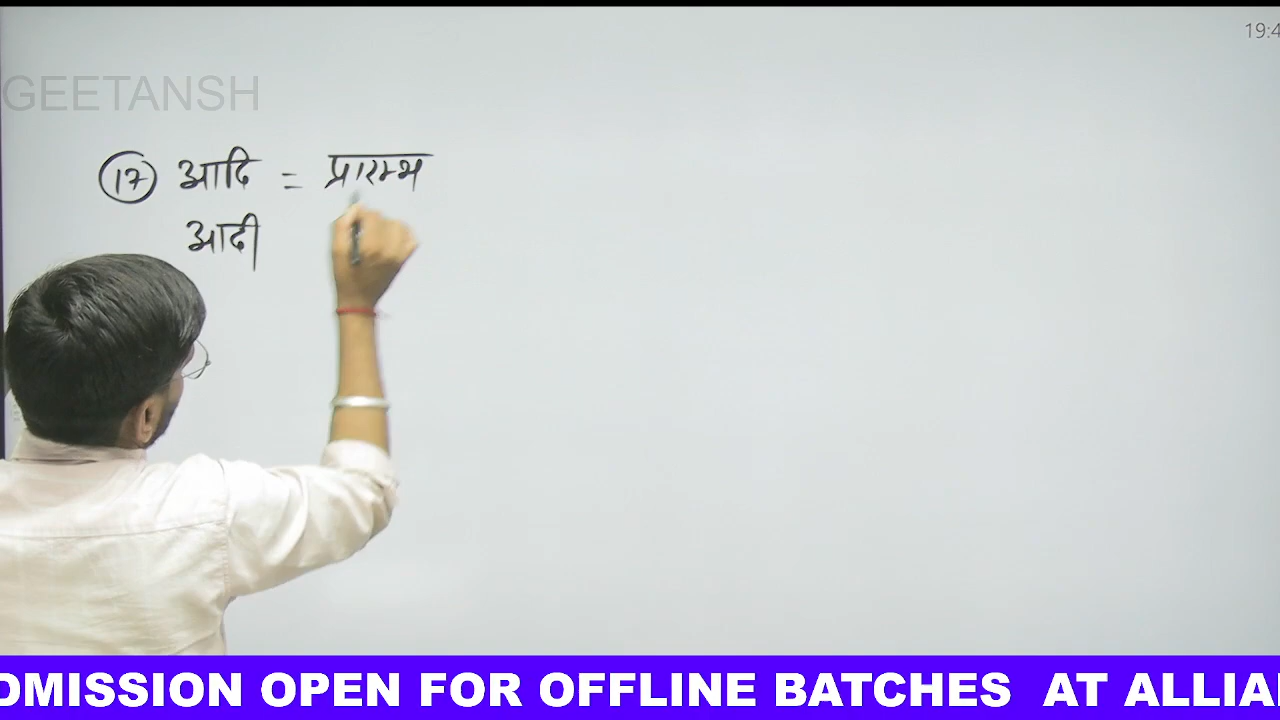 19:4
GEETANSH
17 आदि = प्रारम्भ
आदी
DMISSION OPEN FOR OFFLINE BATCHES AT ALLIA